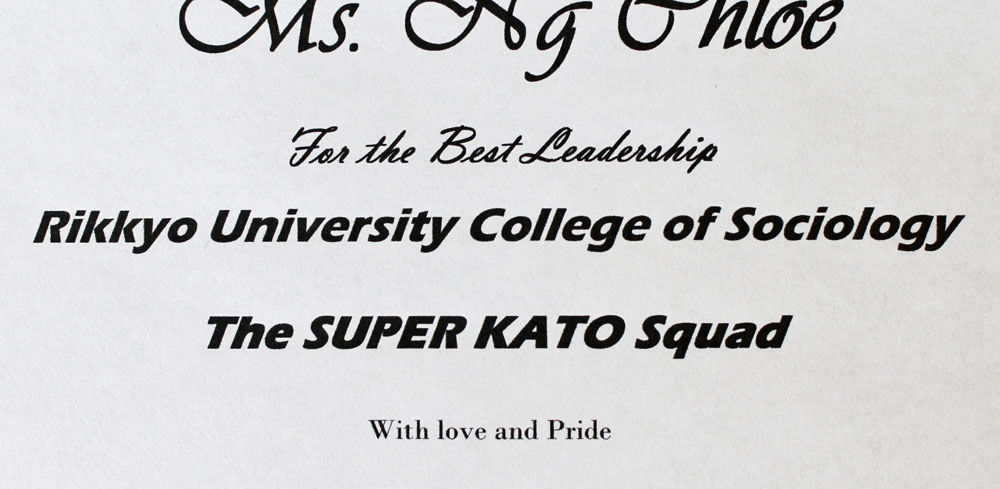 Ms. Ng Chloe
For the Best Leadership
Rikkyo University College of Sociology
The SUPER KATO Squad
With love and Pride